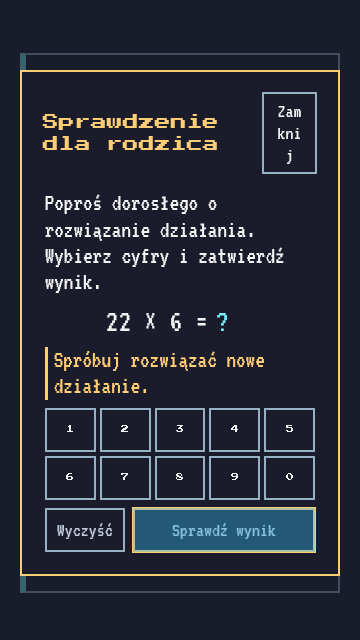 Sprawdzenie
dla rodzica
Zam
kni
j
Poproś dorosłego o
rozwiązanie działania.
Wybierz cyfry i zatwierdź
wynik.
22 X 6 = ?
Spróbuj rozwiązać nowe
działanie.
1 2 3 4 5
6 7 8 9 0
Wyczyść Sprawdź wynik